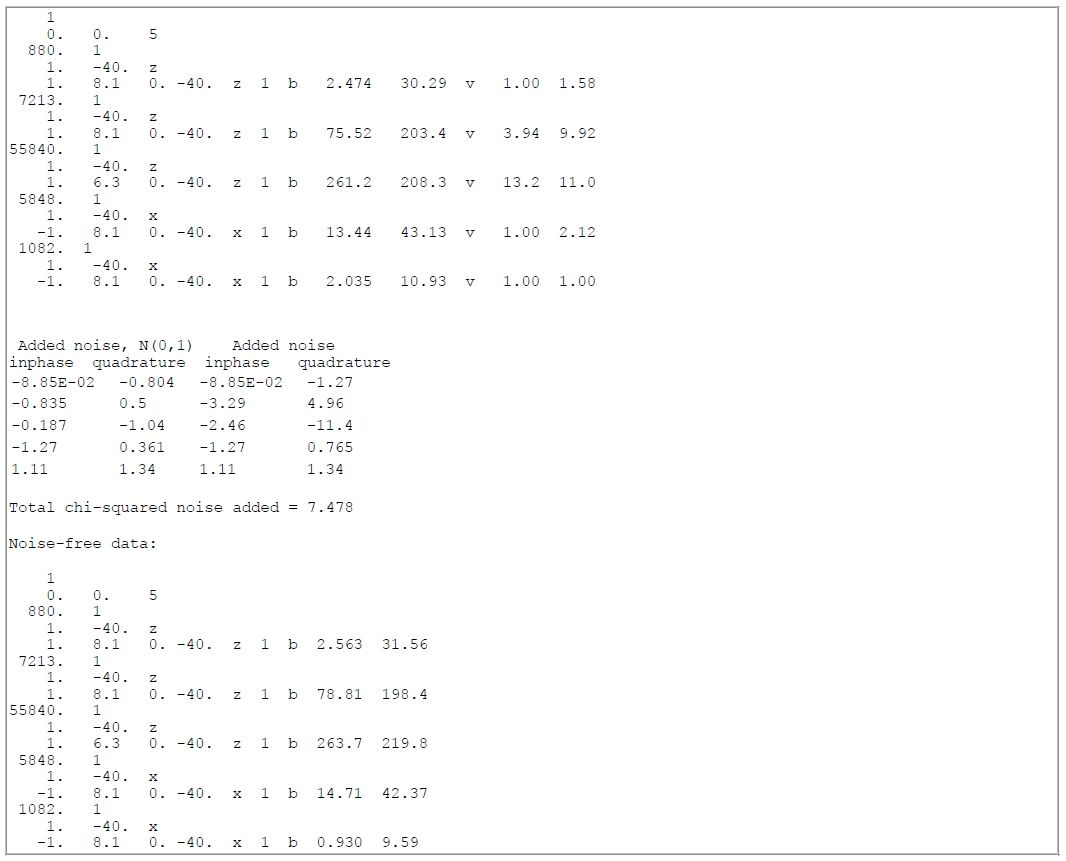 1
0. 0. 5
880. 1
1. -40. z
1. 8.1 0. -40. z 1 b 2.474 30.29 v 1.00 1.58
7213. 1
1. -40. z
1. 8.1 0. -40. z 1 b 75.52 203.4 v 3.94 9.92
55840. 1
1. -40. z
1. 6.3 0. -40. z 1 b 261.2 208.3 v 13.2 11.0
5848. 1
1. -40. x
-1. 8.1 0. -40. x 1 b 13.44 43.13 v 1.00 2.12
1082. 1
1. -40. x
-1. 8.1 0. -40. x 1 b 2.035 10.93 v 1.00 1.00
Added noise, N(0,1) Added noise
inphase quadrature inphase quadrature
-8.85E-02 -0.804 -8.85E-02 -1.27
-0.835 0.5 -3.29 4.96
-0.187 -1.04 -2.46 -11.4
-1.27 0.361 -1.27 0.765
1.11 1.34 1.11 1.34
Total chi-squared noise added = 7.478
Noise-free data:
1
0. 0. 5
880. 1
1. -40. z
1. 8.1 0. -40. z 1 b 2.563 31.56
7213. 1
1. -40. z
1. 8.1 0. -40. z 1 b 78.81 198.4
55840. 1
1. -40. z
1. 6.3 0. -40. z 1 b 263.7 219.8
5848. 1
1. -40. x
-1. 8.1 0. -40. x 1 b 14.71 42.37
1082. 1
1. -40. x
-1. 8.1 0. -40. x 1 b 0.930 9.59